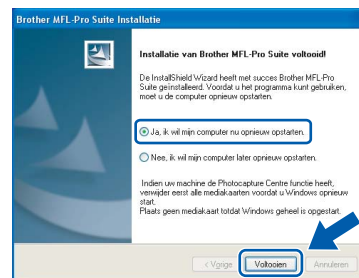 Brother MFL-Pro Suite Installatie
Installatie van Brother MFL-Pro Suite voltooid!
De InstallShield Wizard heeft met succes Brother MFL-Pro
Suite geïnstalleerd. Voordat u het programma kunt gebruiken,
moet u de computer opnieuw opstarten.
Ja, ik wil mijn computer nu opnieuw opstarten.
Nee, ik wil mijn computer later opnieuw opstarten.
Indien uw machine de Photocapture Centre functie heeft,
verwijder eerst alle mediakaarten voordat u Windows opnieuw
start.
Plaats geen mediakaart totdat Windows geheel is opgestart.
< Vorige Voltooien Annuleren